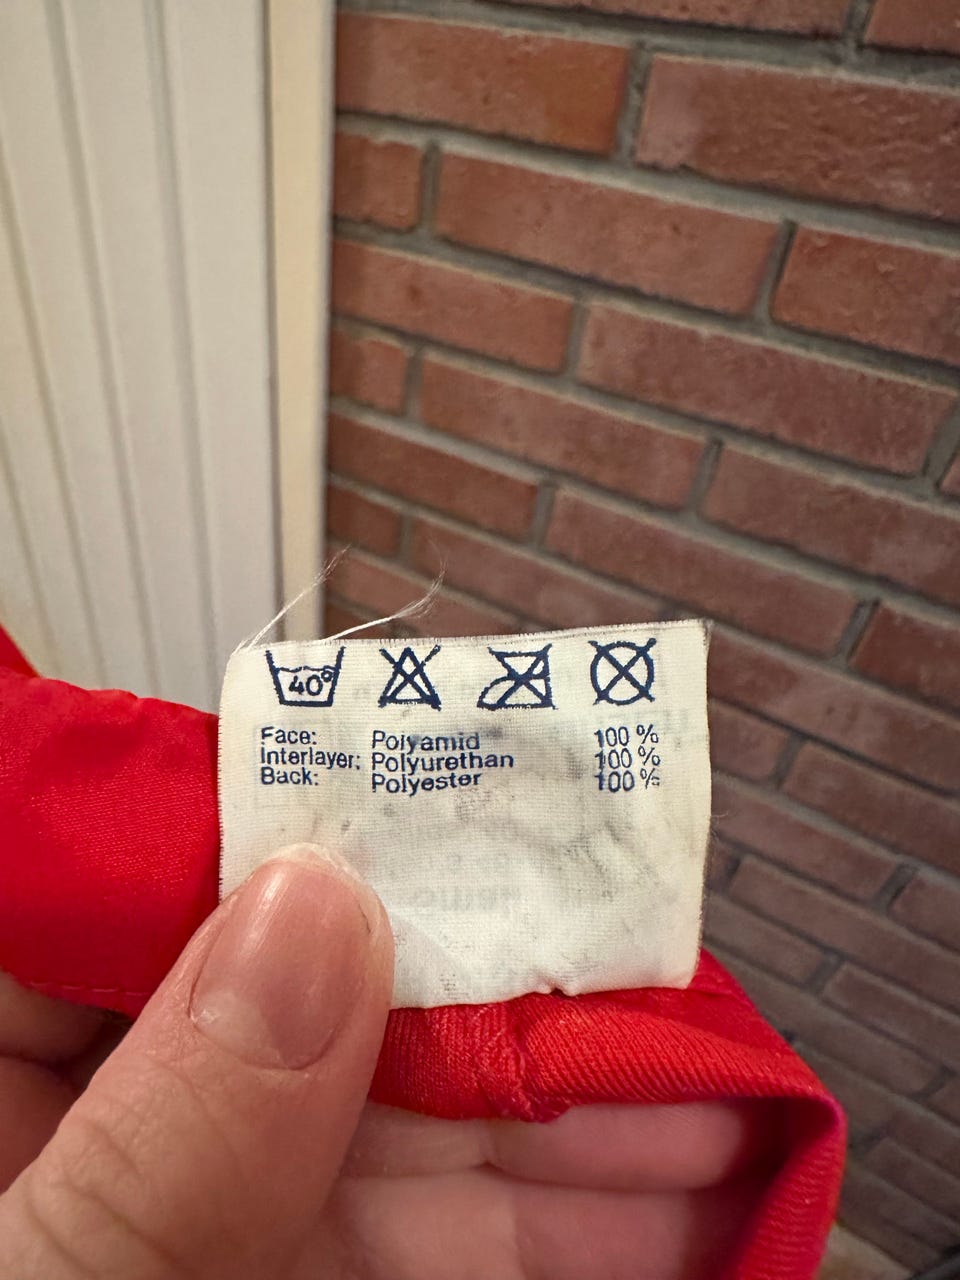 40°
Face: Polyamid 100 %
Interlayer: Polyurethan 100 %
Back: Polyester 100 %